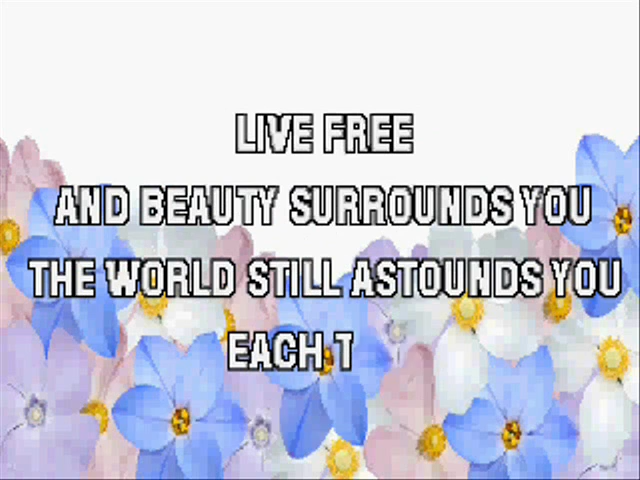 LIVE FREE
AND BEAUTY SURROUNDS YOU
THE WORLD STILL ASTOUNDS YOU
EACH T